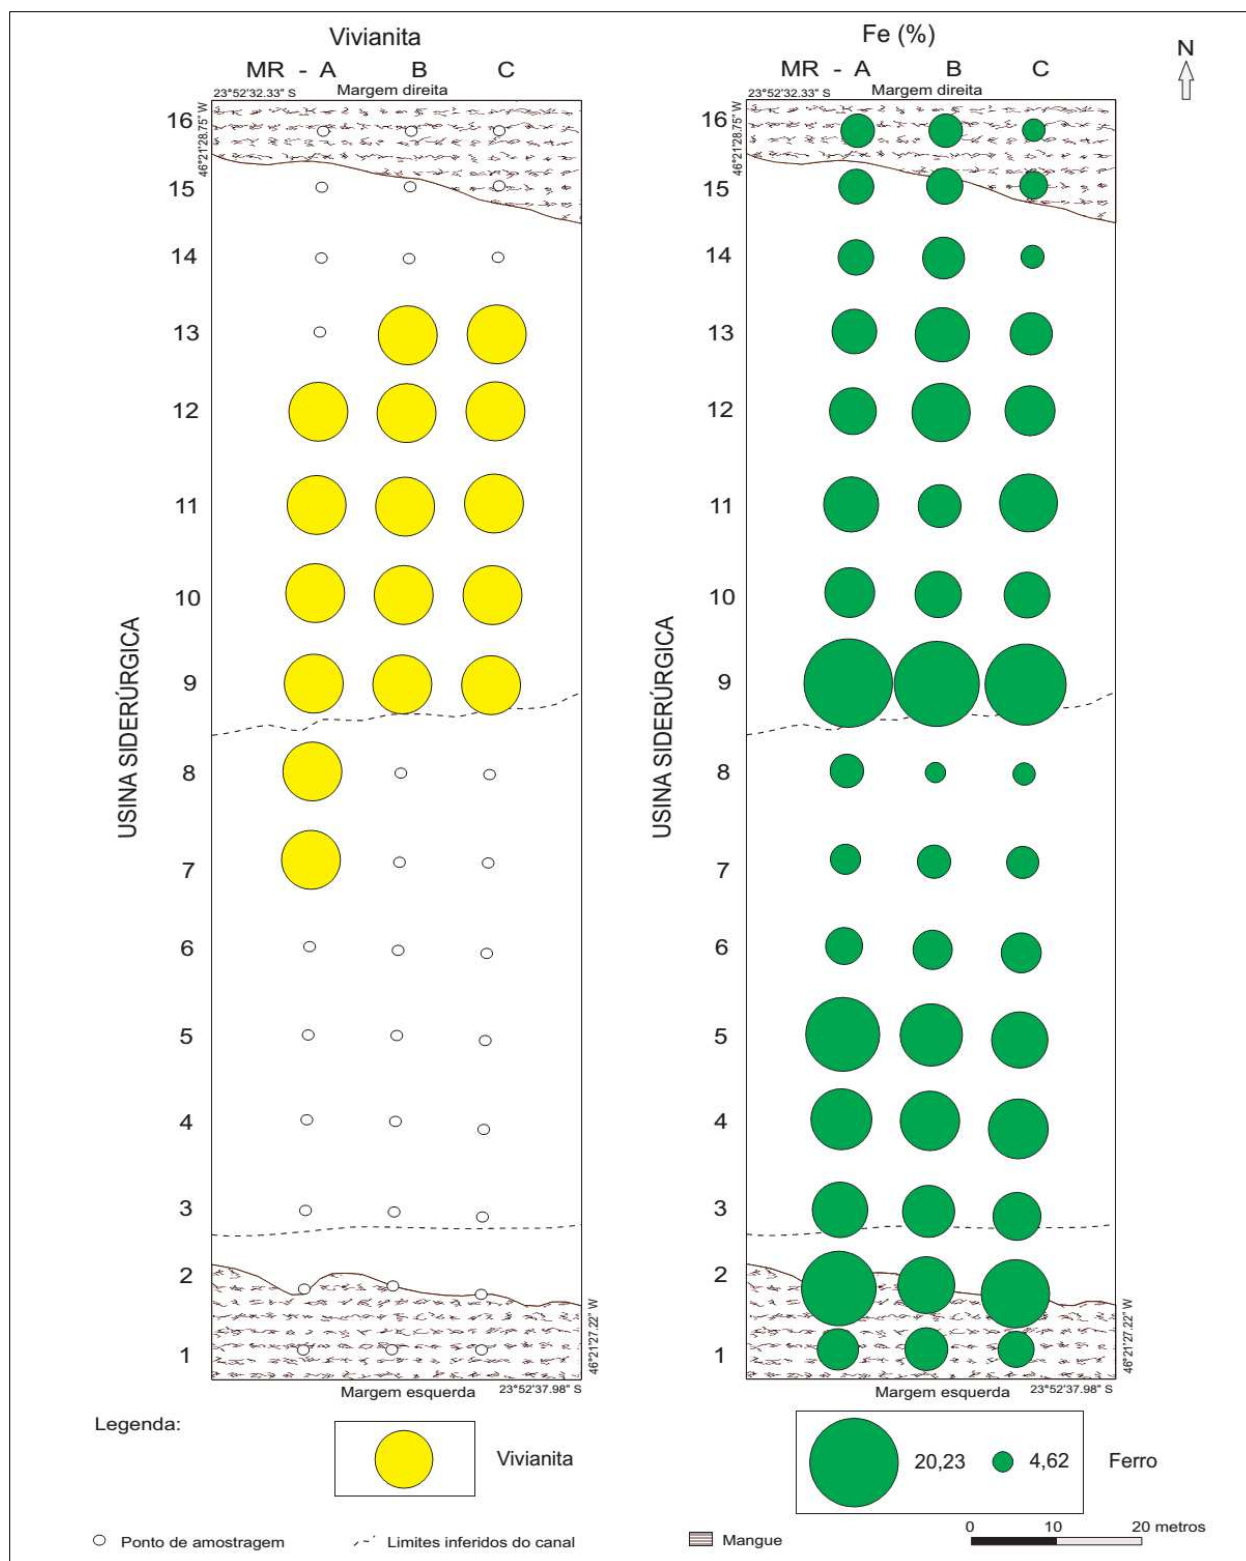 Vivianita
MR - A B C
23°52'32.33" S Margem direita
46°21'28.75" W
16
15
14
13
12
11
10
9
8
7
6
5
4
3
2
1
USINA SIDERÚRGICA
Margem esquerda 23°52'37.98" S
46°21'27.22" W
Fe (%)
MR - A B C
23°52'32.33" S Margem direita
46°21'28.75" W
16
15
14
13
12
11
10
9
8
7
6
5
4
3
2
1
USINA SIDERÚRGICA
Margem esquerda 23°52'37.98" S
46°21'27.22" W
N
Legenda:
Vivianita
20,23 4,62 Ferro
Ponto de amostragem
Limites inferidos do canal
Mangue
0 10 20 metros